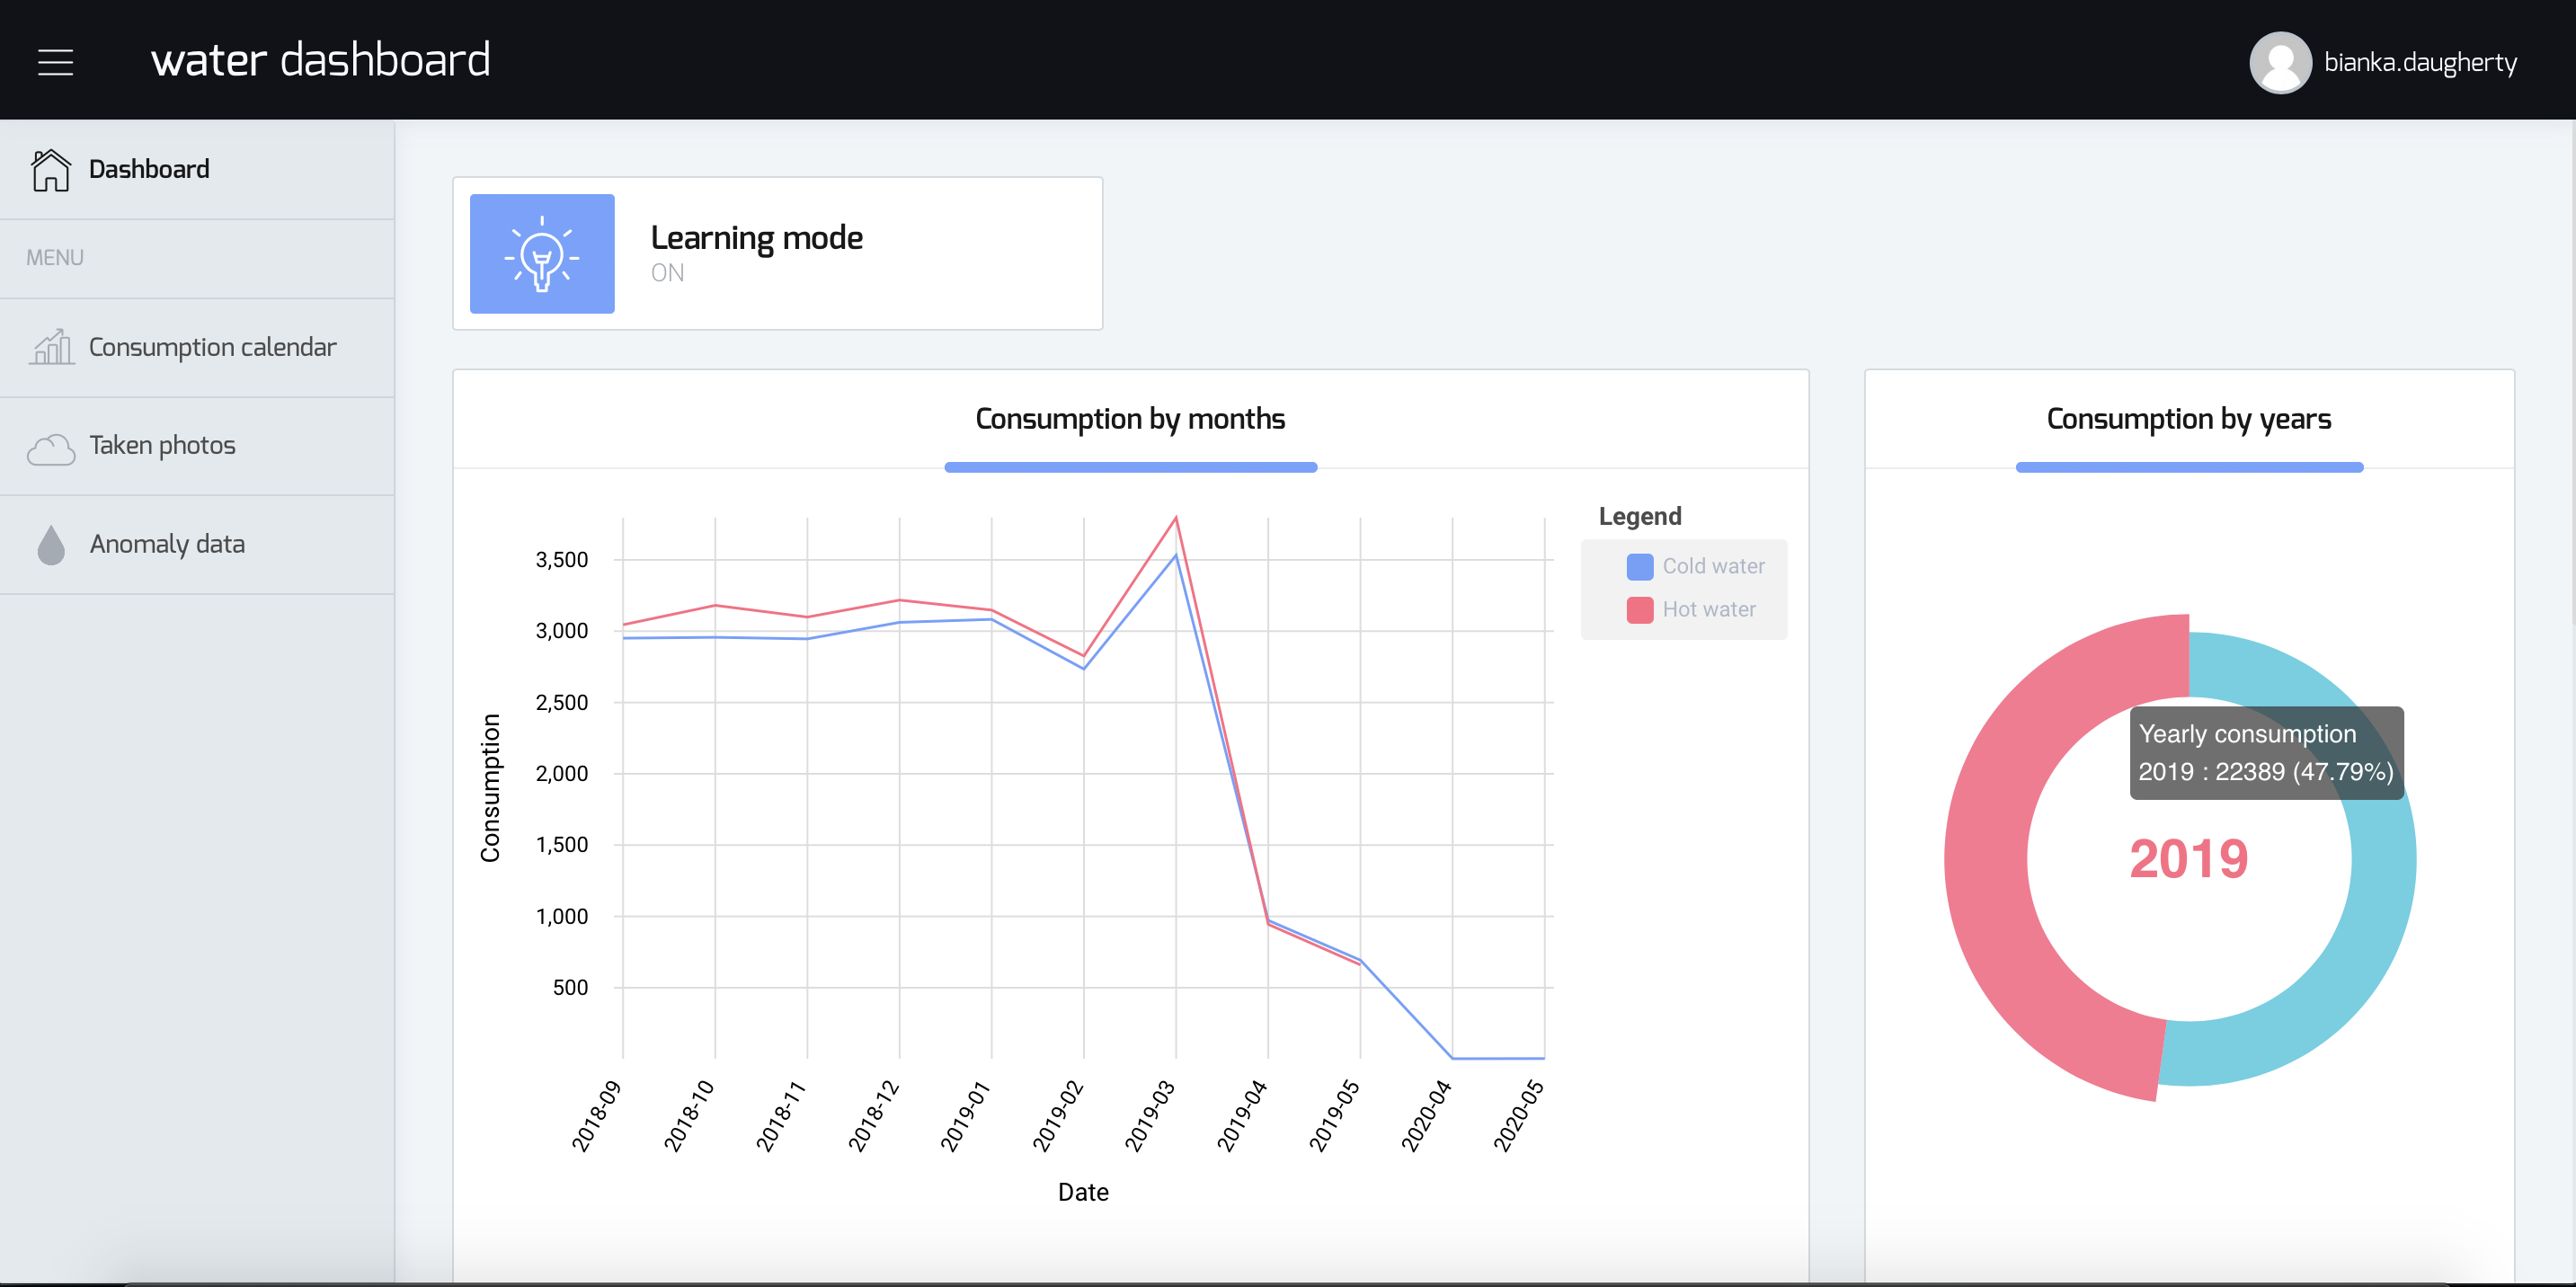 water dashboard
bianka.daugherty
Dashboard
MENU
Consumption calendar
Taken photos
Anomaly data
Learning mode
ON
Consumption by months
Legend
Cold water
Hot water
3,500
3,000
2,500
2,000
1,500
1,000
500
Consumption
2018-09
2018-10
2018-11
2018-12
2019-01
2019-02
2019-03
2019-04
2019-05
2020-04
2020-05
Date
Consumption by years
Yearly consumption
2019 : 22389 (47.79%)
2019